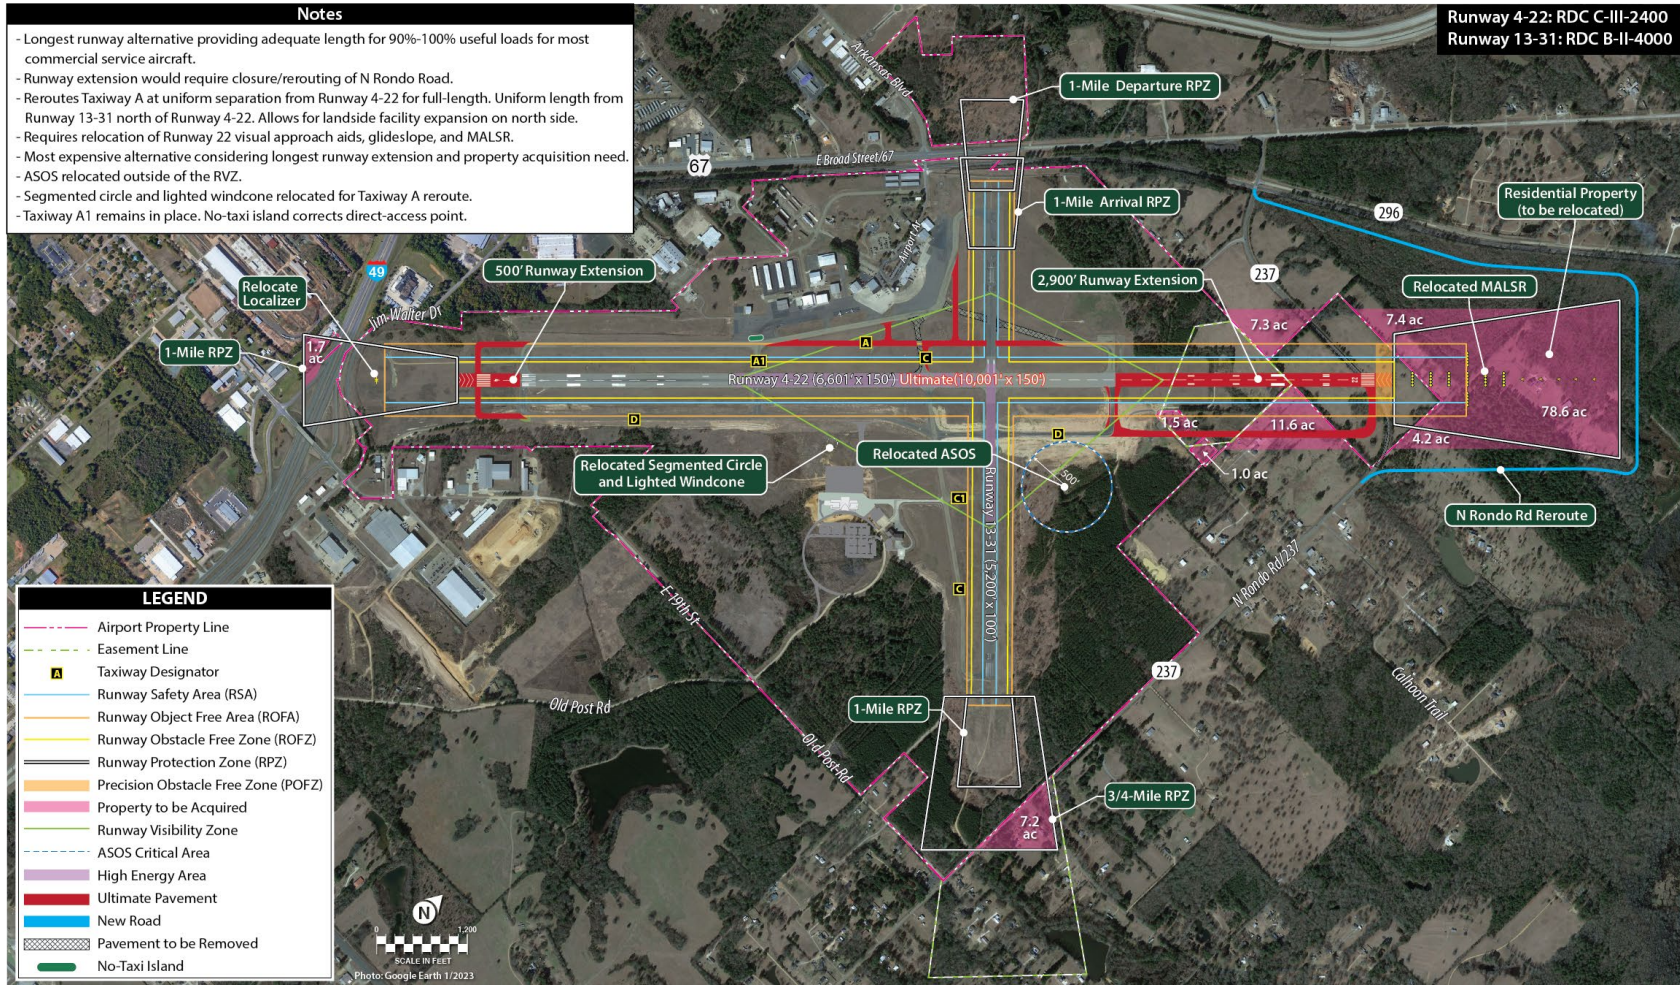 Notes
- Longest runway alternative providing adequate length for 90%-100% useful loads for most
commercial service aircraft.
- Runway extension would require closure/rerouting of N Rondo Road.
- Reroutes Taxiway A at uniform separation from Runway 4-22 for full-length. Uniform length from
Runway 13-31 north of Runway 4-22. Allows for landside facility expansion on north side.
- Requires relocation of Runway 22 visual approach aids, glideslope, and MALSR.
- Most expensive alternative considering longest runway extension and property acquisition need.
- ASOS relocated outside of the RVZ.
- Segmented circle and lighted windcone relocated for Taxiway A reroute.
- Taxiway A1 remains in place. No-taxi island corrects direct-access point.
Runway 4-22: RDC C-III-2400
Runway 13-31: RDC B-II-4000
Arkansas Blvd
1-Mile Departure RPZ
E Broad Street/67
67
1-Mile Arrival RPZ
Residential Property
(to be relocated)
296
Airport Ar
49
500' Runway Extension
2,900' Runway Extension
237
Relocate
Localizer
Relocated MALSR
Jim Walter Dr
7.3 ac
7.4 ac
1-Mile RPZ
1.7
ac
A
A1
C
Runway 4-22 (6,601' x 150') Ultimate(10,001' x 150')
78.6 ac
D
1.5 ac
11.6 ac
D
4.2 ac
Relocated ASOS
Relocated Segmented Circle
and Lighted Windcone
1.0 ac
500'
C1
N Rondo Rd Reroute
Runway 13-31 (5,200' x 100')
N Rondo Rd/237
C
E 19th St
237
Calhoon Trail
Old Post Rd
1-Mile RPZ
Old Post Rd
3/4-Mile RPZ
7.2
ac
LEGEND
Airport Property Line
Easement Line
A Taxiway Designator
Runway Safety Area (RSA)
Runway Object Free Area (ROFA)
Runway Obstacle Free Zone (ROFZ)
Runway Protection Zone (RPZ)
Precision Obstacle Free Zone (POFZ)
Property to be Acquired
Runway Visibility Zone
ASOS Critical Area
High Energy Area
Ultimate Pavement
New Road
Pavement to be Removed
No-Taxi Island
N
0 1,200
SCALE IN FEET
Photo: Google Earth 1/2023